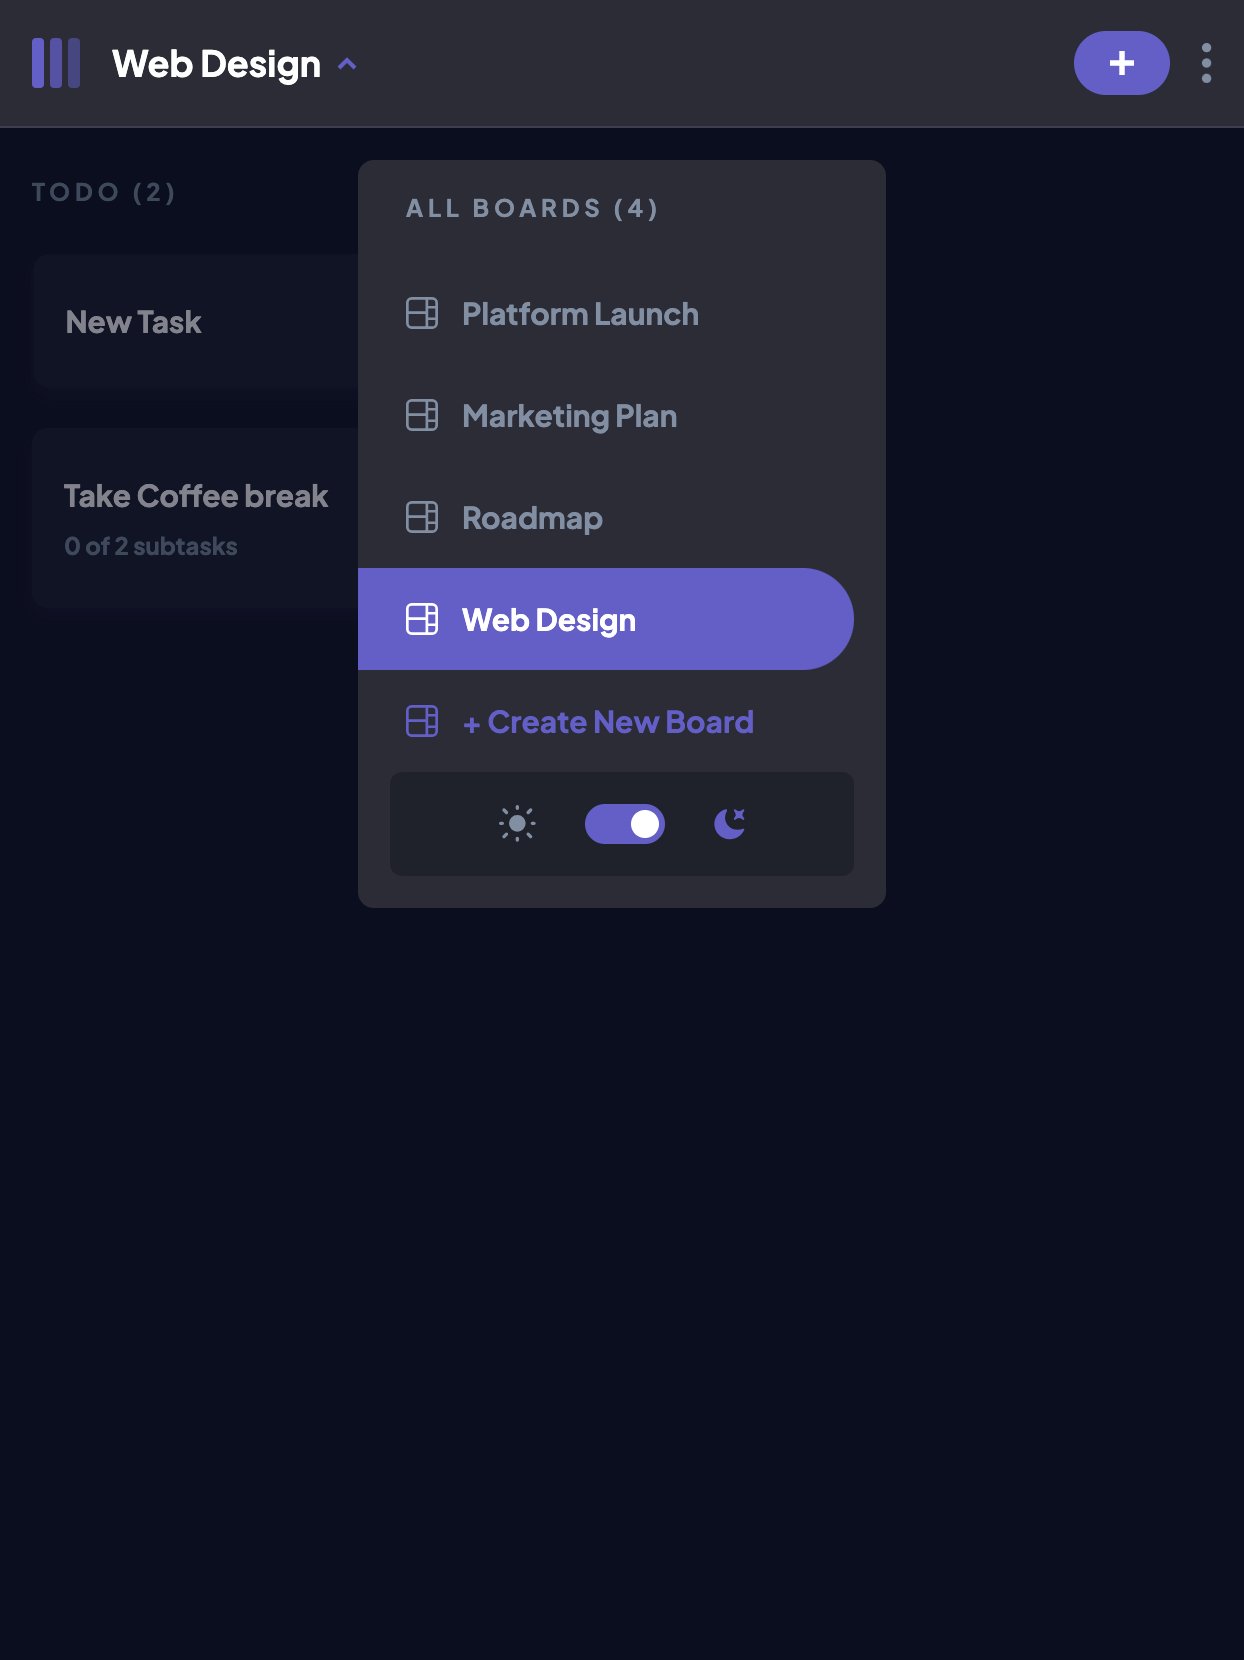 Web Design
TODO (2)
New Task
Take Coffee break
0 of 2 subtasks
ALL BOARDS (4)
Platform Launch
Marketing Plan
Roadmap
Web Design
+ Create New Board